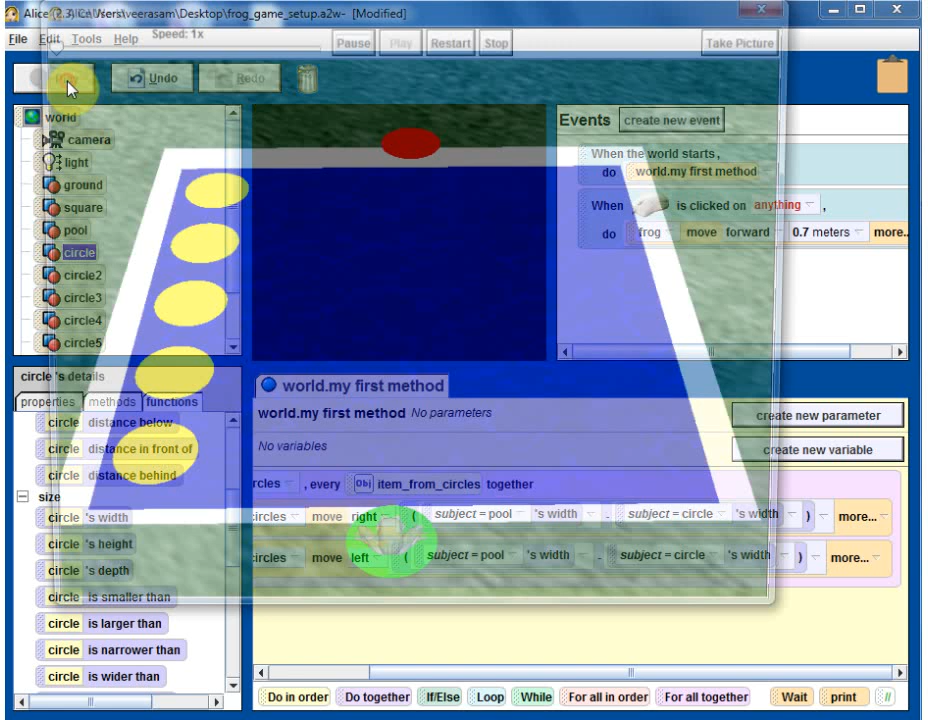 [Modified]
File Edit Tools Help Speed: 1x
Pause Play Restart Stop Take Picture
Undo Redo
world
camera
light
ground
square
pool
circle
circle2
circle3
circle4
circle5
Events create new event
When the world starts,
do world.my first method
When is clicked on anything ,
do frog move forward 0.7 meters more..
circle 's details
properties methods functions
circle distance below
circle distance in front of
circle distance behind
size
circle 's width
circle 's height
circle 's depth
circle is smaller than
circle is larger than
circle is narrower than
circle is wider than
world.my first method
world.my first method No parameters
create new parameter
No variables
create new variable
rcles , every Obj item_from_circles together
circles move right ( subject = pool 's width - subject = circle 's width ) more...
circles move left ( subject = pool 's width - subject = circle 's width ) more...
Do in order Do together If/Else Loop While For all in order For all together Wait print //